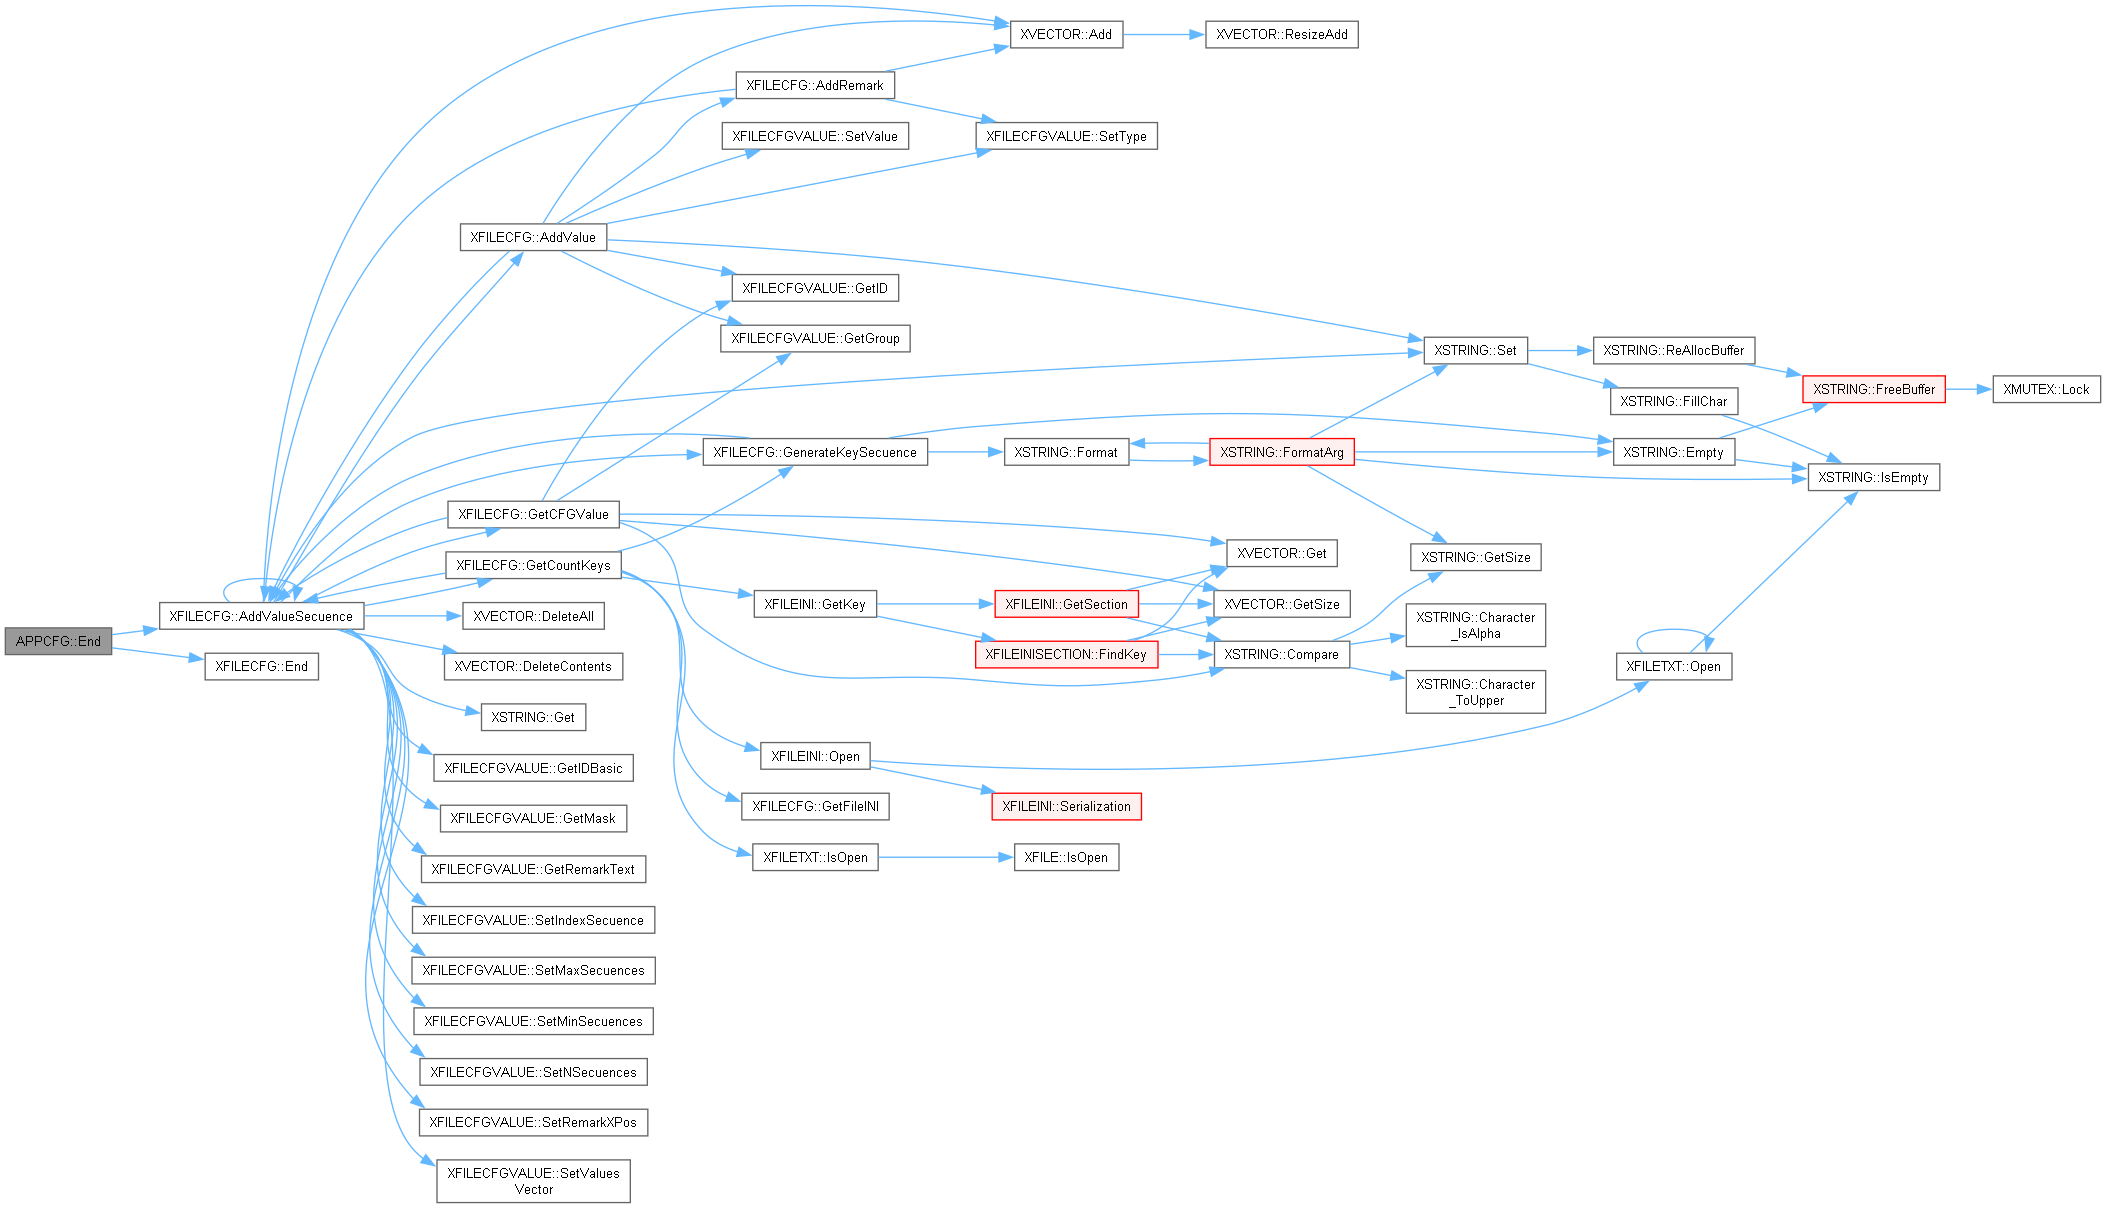 XVECTOR::Add
XVECTOR::ResizeAdd
XFILECFG::AddRemark
XFILECFGVALUE::SetValue
XFILECFGVALUE::SetType
XFILECFG::AddValue
XFILECFGVALUE::GetID
XFILECFGVALUE::GetGroup
XSTRING::Set
XSTRING::ReAllocBuffer
XSTRING::FreeBuffer
XMUTEX::Lock
XSTRING::FillChar
XFILECFG::GenerateKeySecuence
XSTRING::Format
XSTRING::FormatArg
XSTRING::Empty
XSTRING::IsEmpty
XFILECFG::GetCFGValue
XVECTOR::Get
XSTRING::GetSize
XFILECFG::GetCountKeys
XFILEINI::GetKey
XFILEINI::GetSection
XVECTOR::GetSize
XFILECFG::AddValueSecuence
XVECTOR::DeleteAll
XSTRING::Character
_IsAlpha
APPCFG::End
XFILECFG::End
XVECTOR::DeleteContents
XFILEINISECTION::FindKey
XSTRING::Compare
XFILETXT::Open
XSTRING::Character
_ToUpper
XSTRING::Get
XFILEINI::Open
XFILECFGVALUE::GetIDBasic
XFILECFG::GetFileINI
XFILEINI::Serialization
XFILECFGVALUE::GetMask
XFILETXT::IsOpen
XFILE::IsOpen
XFILECFGVALUE::GetRemarkText
XFILECFGVALUE::SetIndexSecuence
XFILECFGVALUE::SetMaxSecuences
XFILECFGVALUE::SetMinSecuences
XFILECFGVALUE::SetNSecuences
XFILECFGVALUE::SetRemarkXPos
XFILECFGVALUE::SetValues
Vector